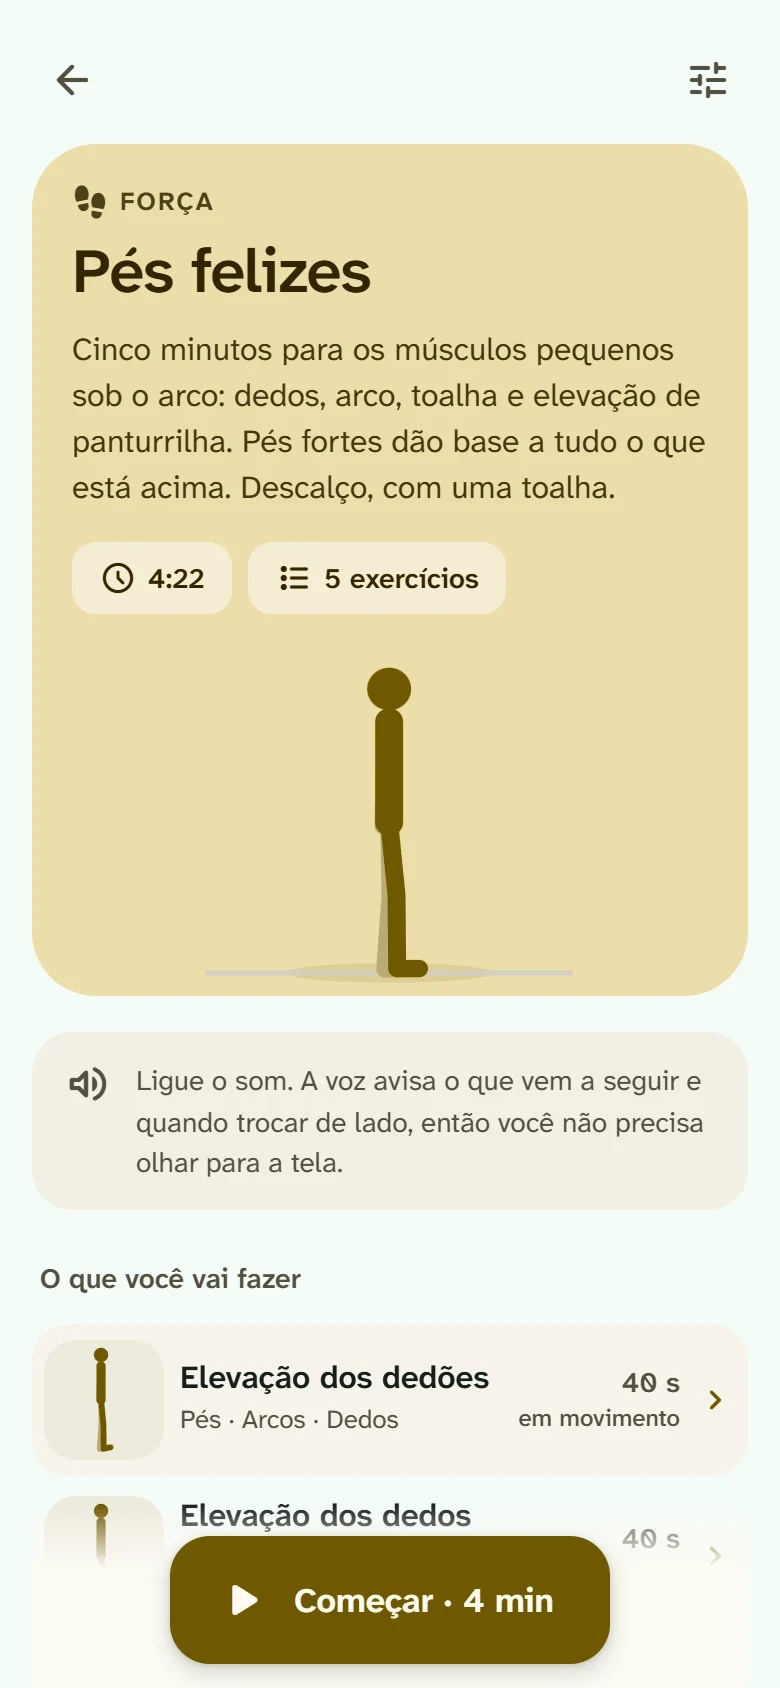 FORÇA
Pés felizes
Cinco minutos para os músculos pequenos
sob o arco: dedos, arco, toalha e elevação de
panturrilha. Pés fortes dão base a tudo o que
está acima. Descalço, com uma toalha.
4:22
5 exercícios
Ligue o som. A voz avisa o que vem a seguir e
quando trocar de lado, então você não precisa
olhar para a tela.
O que você vai fazer
Elevação dos dedões
40 s
Pés · Arcos · Dedos
em movimento
Elevação dos dedos
40 s
Começar · 4 min